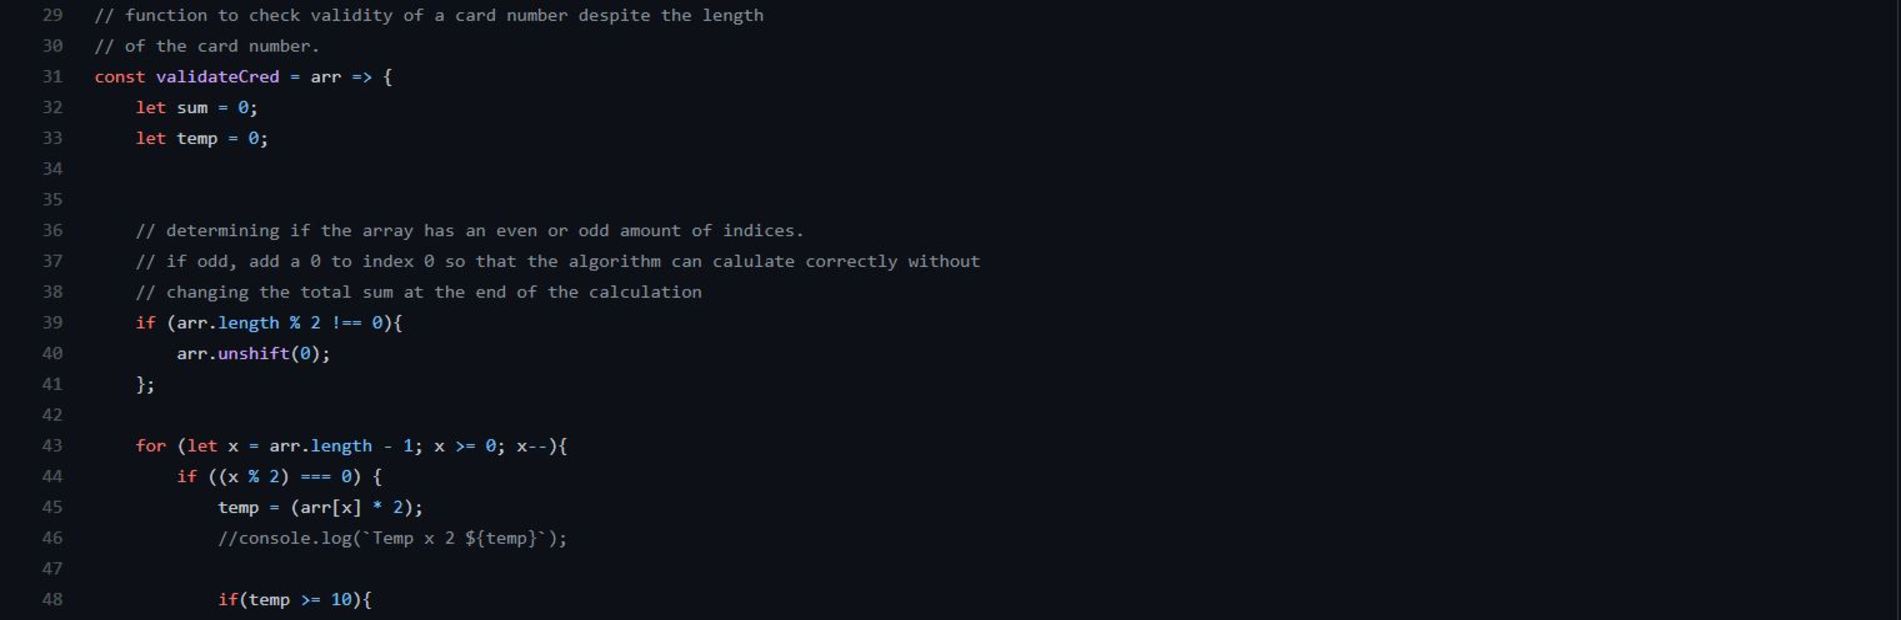 29 // function to check validity of a card number despite the length
30 // of the card number.
31 const validateCred = arr => {
32     let sum = 0;
33     let temp = 0;
34
35
36     // determining if the array has an even or odd amount of indices.
37     // if odd, add a 0 to index 0 so that the algorithm can calulate correctly without
38     // changing the total sum at the end of the calculation
39     if (arr.length % 2 !== 0){
40         arr.unshift(0);
41     };
42
43     for (let x = arr.length - 1; x >= 0; x--){
44         if ((x % 2) === 0) {
45             temp = (arr[x] * 2);
46             //console.log(`Temp x 2 ${temp}`);
47
48             if(temp >= 10){